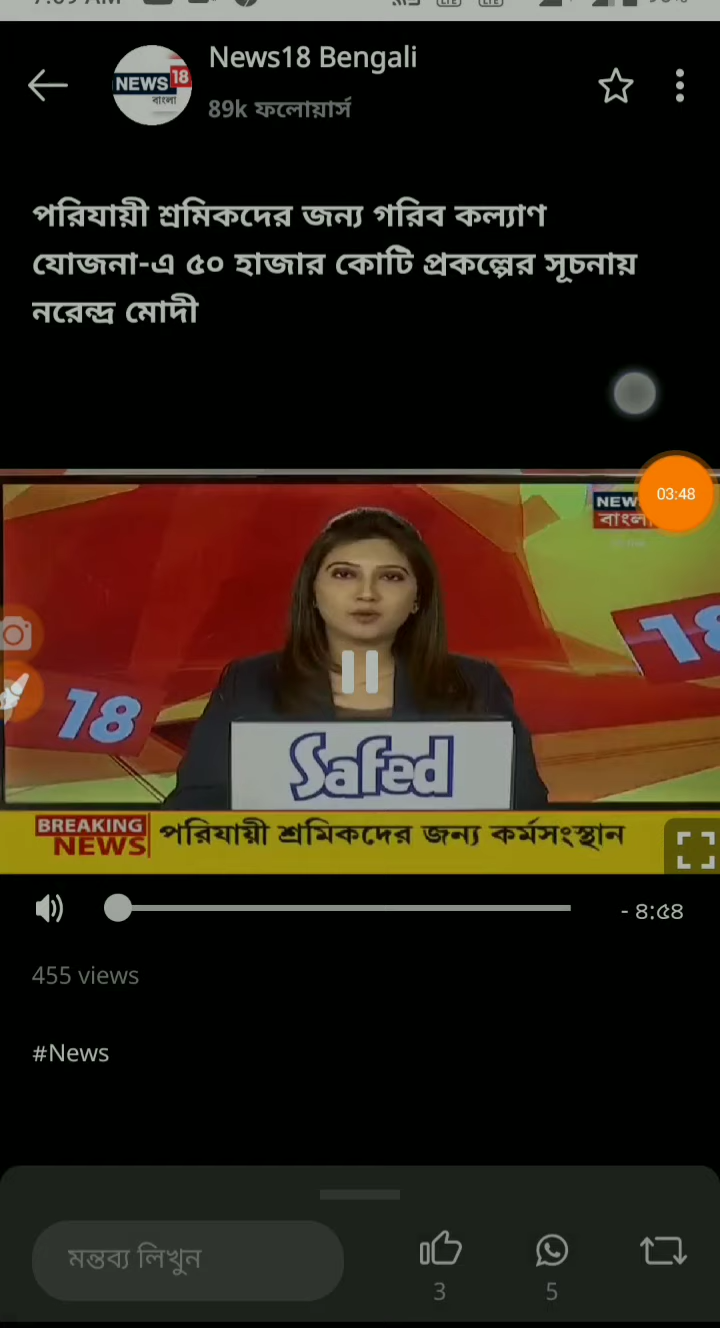 News18 Bengali
NEWS 18
বাংলা
89k ফলোয়ার্স
পরিযায়ী শ্রমিকদের জন্য গরিব কল্যাণ
যোজনা-এ ৫০ হাজার কোটি প্রকল্পের সূচনায়
নরেন্দ্র মোদী
03:48
18
18
Safed
BREAKING
NEWS
পরিযায়ী শ্রমিকদের জন্য কর্মসংস্থান
- ৪:৫৪
455 views
#News
মন্তব্য লিখুন
3
5